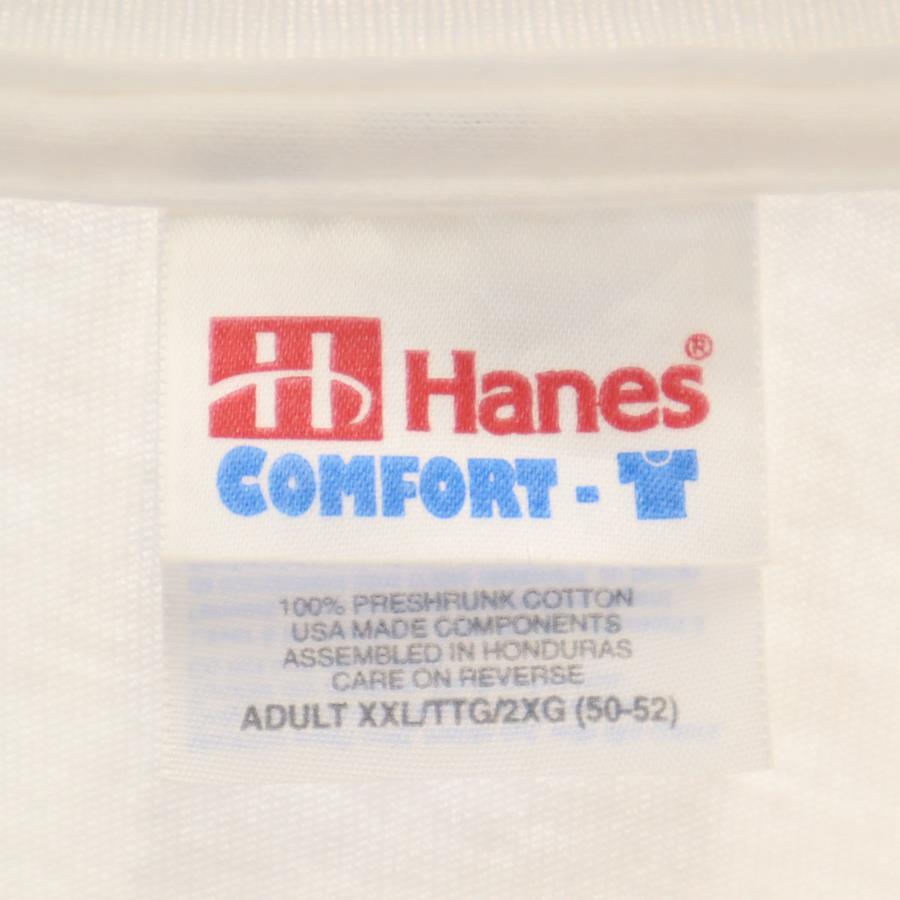 H Hanes®
COMFORT -
100% PRESHRUNK COTTON
USA MADE COMPONENTS
ASSEMBLED IN HONDURAS
CARE ON REVERSE
ADULT XXL/TTG/2XG (50-52)